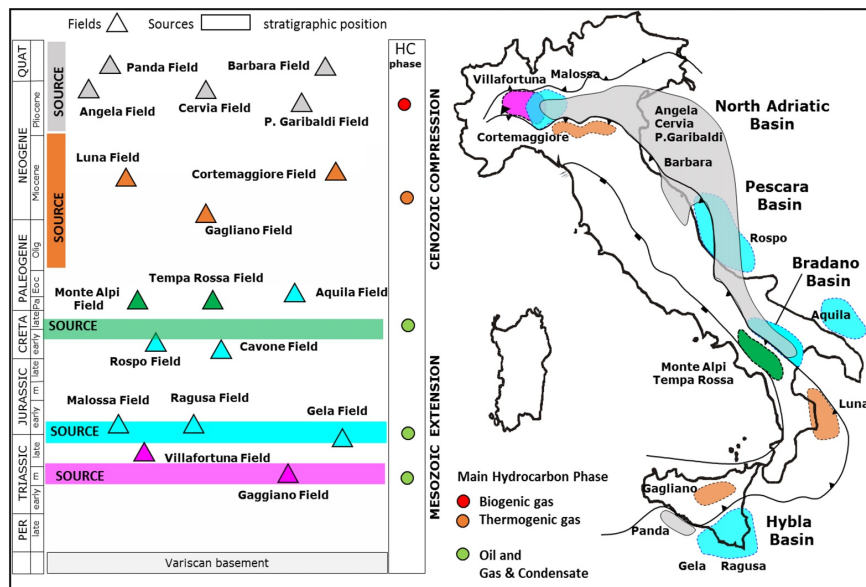 Fields
Sources
stratigraphic position
HC
phase
QUAT
NEOGENE
Pliocene
Miocene
PALEOGENE
Olig
Eoc
Pa
CRETA
late
early
JURASSIC
late
m
early
TRIASSIC
late
m
early
PER
late
SOURCE
Panda Field
Barbara Field
Angela Field
Cervia Field
P. Garibaldi Field
SOURCE
Luna Field
Cortemaggiore Field
Gagliano Field
Monte Alpi
Field
Tempa Rossa Field
Aquila Field
SOURCE
Rospo Field
Cavone Field
Malossa Field
Ragusa Field
Gela Field
SOURCE
Villafortuna Field
SOURCE
Gaggiano Field
Variscan basement
CENOZOIC COMPRESSION
MESOZOIC EXTENSION
Villafortuna
Malossa
Cortemaggiore
Angela
Cervia
P.Garibaldi
Barbara
North Adriatic
Basin
Pescara
Basin
Rospo
Bradano
Basin
Aquila
Monte Alpi
Tempa Rossa
Luna
Gagliano
Panda
Hybla
Basin
Gela
Ragusa
Main Hydrocarbon Phase
Biogenic gas
Thermogenic gas
Oil and
Gas & Condensate